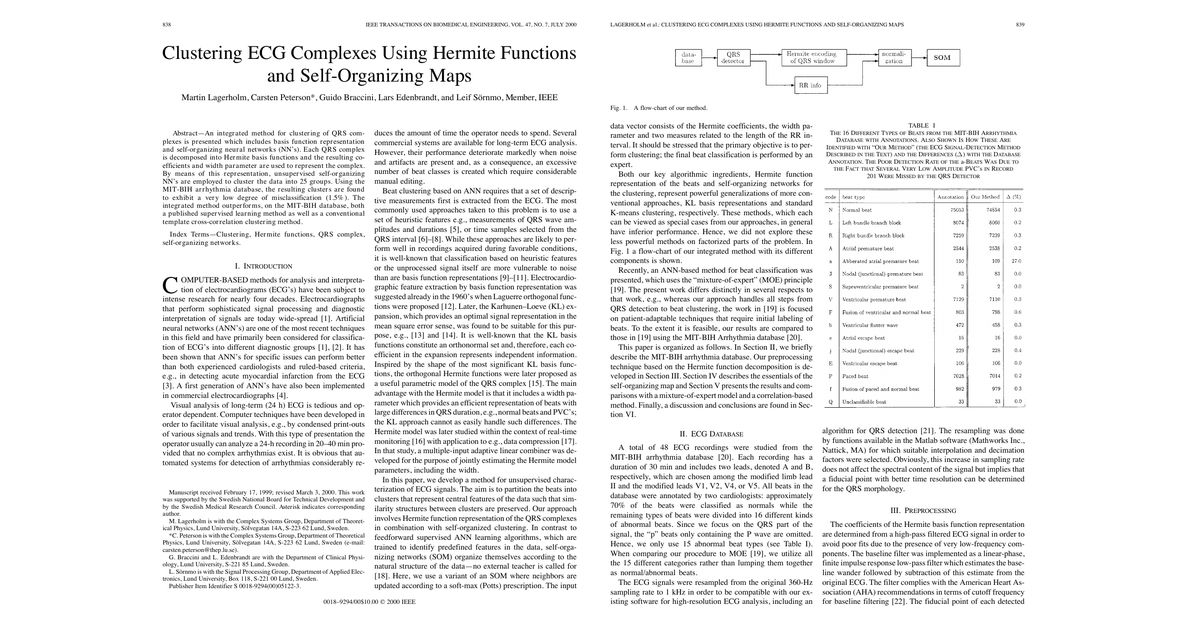 838
IEEE TRANSACTIONS ON BIOMEDICAL ENGINEERING, VOL. 47, NO. 7, JULY 2000
Clustering ECG Complexes Using Hermite Functions
and Self-Organizing Maps
Martin Lagerholm, Carsten Peterson*, Guido Braccini, Lars Edenbrandt, and Leif Sörnmo, Member, IEEE
Abstract—An integrated method for clustering of QRS com-
plexes is presented which includes basis function representation
and self-organizing neural networks (NN's). Each QRS complex
is decomposed into Hermite basis functions and the resulting co-
efficients and width parameter are used to represent the complex.
By means of this representation, unsupervised self-organizing
NN's are employed to cluster the data into 25 groups. Using the
MIT-BIH arrhythmia database, the resulting clusters are found
to exhibit a very low degree of misclassification (1.5%). The
integrated method outperforms, on the MIT-BIH database, both
a published supervised learning method as well as a conventional
template cross-correlation clustering method.
Index Terms—Clustering, Hermite functions, QRS complex,
self-organizing networks.
I. INTRODUCTION
COMPUTER-BASED methods for analysis and interpreta-
tion of electrocardiograms (ECG's) have been subject to
intense research for nearly four decades. Electrocardiographs
that perform sophisticated signal processing and diagnostic
interpretation of signals are today wide-spread [1]. Artificial
neural networks (ANN's) are one of the most recent techniques
in this field and have primarily been considered for classifica-
tion of ECG's into different diagnostic groups [1], [2]. It has
been shown that ANN's for specific issues can perform better
than both experienced cardiologists and ruled-based criteria,
e.g., in detecting acute myocardial infarction from the ECG
[3]. A first generation of ANN's have also been implemented
in commercial electrocardiographs [4].
Visual analysis of long-term (24 h) ECG is tedious and op-
erator dependent. Computer techniques have been developed in
order to facilitate visual analysis, e.g., by condensed print-outs
of various signals and trends. With this type of presentation the
operator usually can analyze a 24-h recording in 20–40 min pro-
vided that no complex arrhythmias exist. It is obvious that au-
tomated systems for detection of arrhythmias considerably re-
Manuscript received February 17, 1999; revised March 3, 2000. This work
was supported by the Swedish National Board for Technical Development and
by the Swedish Medical Research Council. Asterisk indicates corresponding
author.
M. Lagerholm is with the Complex Systems Group, Department of Theoret-
ical Physics, Lund University, Sölvegatan 14A, S-223 62 Lund, Sweden.
*C. Peterson is with the Complex Systems Group, Department of Theoretical
Physics, Lund University, Sölvegatan 14A, S-223 62 Lund, Sweden (e-mail:
carsten@thep.lu.se).
G. Braccini and L. Edenbrandt are with the Department of Clinical Physi-
ology, Lund University, S-221 85 Lund, Sweden.
L. Sörnmo is with the Signal Processing Group, Department of Applied Elec-
tronics, Lund University, Box 118, S-221 00 Lund, Sweden.
Publisher Item Identifier S 0018-9294(00)05122-3.
duces the amount of time the operator needs to spend. Several
commercial systems are available for long-term ECG analysis.
However, their performance deteriorate markedly when noise
and artifacts are present and, as a consequence, an excessive
number of beat classes is created which require considerable
manual editing.
Beat clustering based on ANN requires that a set of descrip-
tive measurements first is extracted from the ECG. The most
commonly used approaches taken to this problem is to use a
set of heuristic features e.g., measurements of QRS wave am-
plitudes and durations [5], or time samples selected from the
QRS interval [6]–[8]. While these approaches are likely to per-
form well in recordings acquired during favorable conditions,
it is well-known that classification based on heuristic features
or the unprocessed signal itself are more vulnerable to noise
than are basis function representations [9]–[11]. Electrocardio-
graphic feature extraction by basis function representation was
suggested already in the 1960's when Laguerre orthogonal func-
tions were proposed [12]. Later, the Karhunen–Loeve (KL) ex-
pansion, which provides an optimal signal representation in the
mean square error sense, was found to be suitable for this pur-
pose, e.g., [13] and [14]. It is well-known that the KL basis
functions constitute an orthonormal set and, therefore, each co-
efficient in the expansion represents independent information.
Inspired by the shape of the most significant KL basis func-
tions, the orthogonal Hermite functions were later proposed as
a useful parametric model of the QRS complex [15]. The main
advantage with the Hermite model is that it includes a width pa-
rameter which provides an efficient representation of beats with
large differences in QRS duration, e.g., normal beats and PVC's;
the KL approach cannot as easily handle such differences. The
Hermite model was later studied within the context of real-time
monitoring [16] with application to e.g., data compression [17].
In that study, a multiple-input adaptive linear combiner was de-
veloped for the purpose of jointly estimating the Hermite model
parameters, including the width.
In this paper, we develop a method for unsupervised charac-
terization of ECG signals. The aim is to partition the beats into
clusters that represent central features of the data such that sim-
ilarity structures between clusters are preserved. Our approach
involves Hermite function representation of the QRS complexes
in combination with self-organized clustering. In contrast to
feedforward supervised ANN learning algorithms, which are
trained to identify predefined features in the data, self-orga-
nizing networks (SOM) organize themselves according to the
natural structure of the data—no external teacher is called for
[18]. Here, we use a variant of an SOM where neighbors are
updated according to a soft-max (Potts) prescription. The input
0018–9294/00$10.00 © 2000 IEEE
LAGERHOLM et al.: CLUSTERING ECG COMPLEXES USING HERMITE FUNCTIONS AND SELF-ORGANIZING MAPS
839
data-
base
QRS
detector
Hermite encoding
of QRS window
RR info
normali-
zation
SOM
Fig. 1. A flow-chart of our method.
data vector consists of the Hermite coefficients, the width pa-
rameter and two measures related to the length of the RR in-
terval. It should be stressed that the primary objective is to per-
form clustering; the final beat classification is performed by an
expert.
Both our key algorithmic ingredients, Hermite function
representation of the beats and self-organizing networks for
the clustering, represent powerful generalizations of more con-
ventional approaches, KL basis representations and standard
K-means clustering, respectively. These methods, which each
can be viewed as special cases from our approaches, in general
have inferior performance. Hence, we did not explore these
less powerful methods on factorized parts of the problem. In
Fig. 1 a flow-chart of our integrated method with its different
components is shown.
Recently, an ANN-based method for beat classification was
presented, which uses the "mixture-of-expert" (MOE) principle
[19]. The present work differs distinctly in several respects to
that work, e.g., whereas our approach handles all steps from
QRS detection to beat clustering, the work in [19] is focused
on patient-adaptable techniques that require initial labeling of
beats. To the extent it is feasible, our results are compared to
those in [19] using the MIT-BIH arrhythmia database [20].
This paper is organized as follows. In Section II, we briefly
describe the MIT-BIH arrhythmia database. Our preprocessing
technique based on the Hermite function decomposition is de-
veloped in Section III. Section IV describes the essentials of the
self-organizing map and Section V presents the results and com-
parisons with a mixture-of-expert and a correlation-based
method. Finally, a discussion and conclusions are found in Sec-
tion VI.
II. ECG DATABASE
A total of 48 ECG recordings were studied from the
MIT-BIH arrhythmia database [20]. Each recording has a
duration of 30 min and includes two leads, denoted A and B,
respectively, which are chosen among the modified limb lead
II and the modified leads V1, V2, V4, or V5. All beats in the
database were annotated by two cardiologists: approximately
70% of the beats were classified as normals while the
remaining types of beats were divided into 16 different kinds
of abnormal beats. Since we focus on the QRS part of the
signal, the "p" beats only containing the P wave are omitted.
Hence, we only use 15 abnormal beat types (see Table I).
When comparing our procedure to MOE [19], we utilize all
the 15 different categories rather than lumping them together
as normal/abnormal beats.
The ECG signals were resampled from the original 360-Hz
sampling rate to 1 kHz in order to be compatible with our ex-
isting software for high-resolution ECG analysis, including an
TABLE I
THE 16 DIFFERENT TYPES OF BEATS FROM THE MIT-BIH ARRHYTHMIA
DATABASE WITH ANNOTATIONS. ALSO SHOWN IS HOW THESE ARE
IDENTIFIED WITH "OUR METHOD" (THE ECG SIGNAL-DETECTION METHOD
DESCRIBED IN THE TEXT) AND THE DIFFERENCES (Δ) WITH THE DATABASE
ANNOTATION. THE POOR DETECTION RATE OF THE a-BEATS WAS DUE TO
THE FACT THAT SEVERAL VERY LOW AMPLITUDE PVC'S IN RECORD
201 WERE MISSED BY THE QRS DETECTOR
code beat type Annotation Our Method Δ (%)
N Normal beat 75053 74854 0.3
L Left bundle branch block 8074 8060 0.2
R Right bundle branch block 7259 7239 0.3
A Atrial premature beat 2544 2538 0.2
a Abberated atrial premature beat 150 109 27.0
J Nodal (junctional) premature beat 83 83 0.0
S Supraventricular premature beat 2 2 0.0
V Ventricular premature beat 7129 7110 0.3
F Fusion of ventricular and normal beat 803 798 0.6
h Ventricular flutter wave 472 658 0.3
e Atrial escape beat 16 16 0.0
j Nodal (junctional) escape beat 229 228 0.4
E Ventricular escape beat 106 106 0.0
P Paced beat 7028 7014 0.2
f Fusion of paced and normal beat 982 979 0.3
Q Unclassifiable beat 33 33 0.0
algorithm for QRS detection [21]. The resampling was done
by functions available in the Matlab software (Mathworks Inc.,
Nattick, MA) for which suitable interpolation and decimation
factors were selected. Obviously, this increase in sampling rate
does not affect the spectral content of the signal but implies that
a fiducial point with better time resolution can be determined
for the QRS morphology.
III. PREPROCESSING
The coefficients of the Hermite basis function representation
are determined from a high-pass filtered ECG signal in order to
avoid poor fits due to the presence of very low-frequency com-
ponents. The baseline filter was implemented as a linear-phase,
finite impulse response low-pass filter which estimates the base-
line wander followed by subtraction of this estimate from the
original ECG. The filter complies with the American Heart As-
sociation (AHA) recommendations in terms of cutoff frequency
for baseline filtering [22]. The fiducial point of each detected